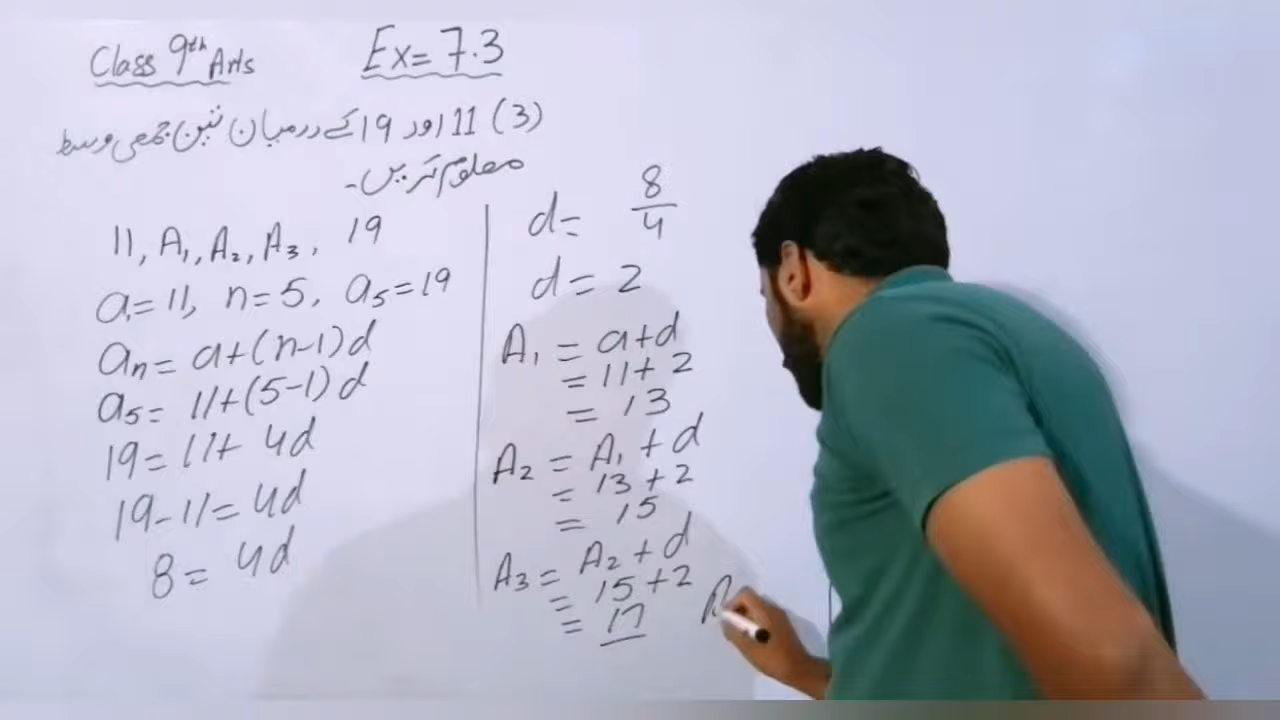 Class 9th Arts
Ex= 7.3
(3) 11 اور 19 کے درمیان تین جمعی وسط
معلوم کریں۔
11, A₁, A₂, A₃, 19
a₁=11, n=5, a₅=19
aₙ= a+(n-1)d
a₅= 11+(5-1)d
19=11+ 4d
19-11=4d
8= 4d
d= 8/4
d=2
A₁ = a+d
= 11+2
= 13
A₂ = A₁ + d
= 13+2
= 15
A₃= A₂+d
= 15+2
= 17
A